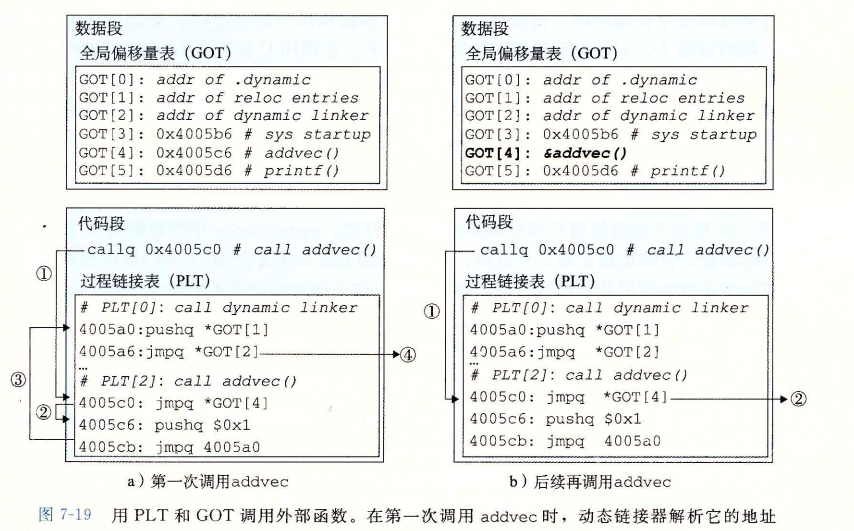 数据段
全局偏移量表（GOT）
GOT[0]: addr of .dynamic
GOT[1]: addr of reloc entries
GOT[2]: addr of dynamic linker
GOT[3]: 0x4005b6 # sys startup
GOT[4]: 0x4005c6 # addvec()
GOT[5]: 0x4005d6 # printf()
代码段
callq 0x4005c0 # call addvec()
①
过程链接表（PLT）
# PLT[0]: call dynamic linker
4005a0:pushq *GOT[1]
4005a6:jmpq *GOT[2]
④
…
③
# PLT[2]: call addvec()
4005c0: jmpq *GOT[4]
②
4005c6: pushq $0x1
4005cb: jmpq 4005a0
a）第一次调用addvec
数据段
全局偏移量表（GOT）
GOT[0]: addr of .dynamic
GOT[1]: addr of reloc entries
GOT[2]: addr of dynamic linker
GOT[3]: 0x4005b6 # sys startup
GOT[4]: &addvec()
GOT[5]: 0x4005d6 # printf()
代码段
callq 0x4005c0 # call addvec()
过程链接表（PLT）
①
# PLT[0]: call dynamic linker
4005a0:pushq *GOT[1]
4005a6:jmpq *GOT[2]
…
# PLT[2]: call addvec()
4005c0: jmpq *GOT[4]
②
4005c6: pushq $0x1
4005cb: jmpq 4005a0
b）后续再调用addvec
图 7-19 用 PLT 和 GOT 调用外部函数。在第一次调用 addvec 时，动态链接器解析它的地址